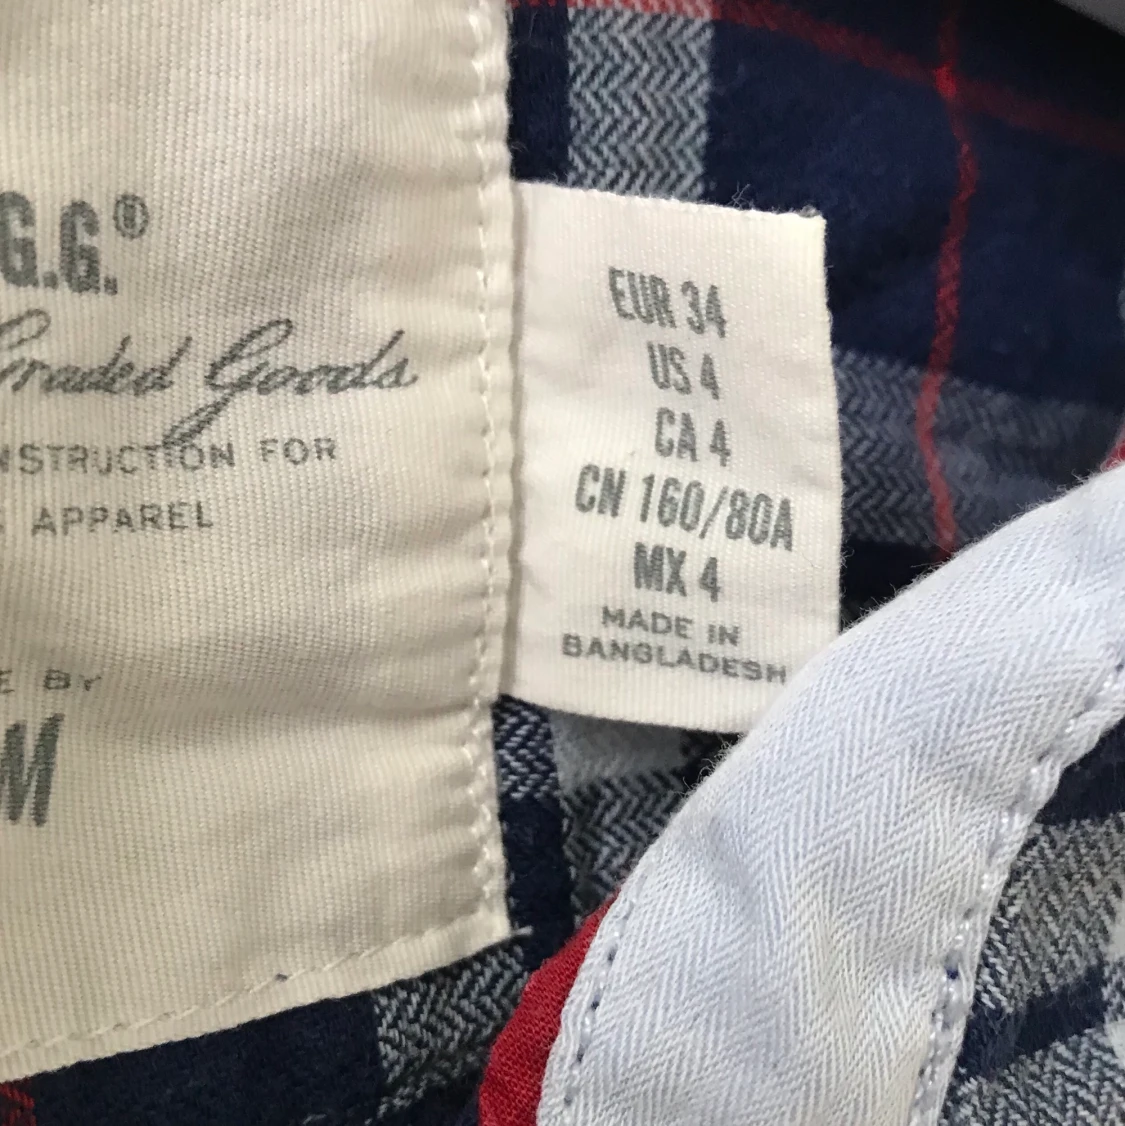 .G.G.®
Graded Goods
NSTRUCTION FOR
APPAREL
E BY
M
EUR 34
US 4
CA 4
CN 160/80A
MX 4
MADE IN
BANGLADESH